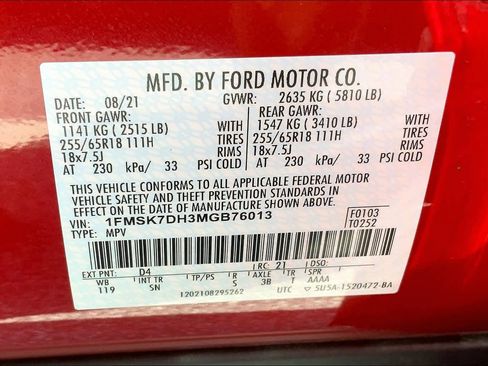 MFD. BY FORD MOTOR CO.
DATE: 08/21 GVWR: 2635 KG ( 5810 LB)
FRONT GAWR: REAR GAWR:
1141 KG ( 2515 LB) WITH 1547 KG ( 3410 LB) WITH
255/65R18 111H TIRES 255/65R18 111H TIRES
18x7.5J RIMS 18x7.5J RIMS
AT 230 kPa/ 33 PSI COLD AT 230 kPa/ 33 PSI COLD
THIS VEHICLE CONFORMS TO ALL APPLICABLE FEDERAL MOTOR
VEHICLE SAFETY AND THEFT PREVENTION STANDARDS IN
EFFECT ON THE DATE OF MANUFACTURE SHOWN ABOVE.
VIN: 1FMSK7DH3MGB76013 F0103
TYPE: MPV T0252
EXT PNT: D4 RC: 21 DSO:
WB INT TR TP/PS R AXLE TR SPR
119 SN 3B T AAAA
1202108295262 UTC 5U5A-1520472-BA